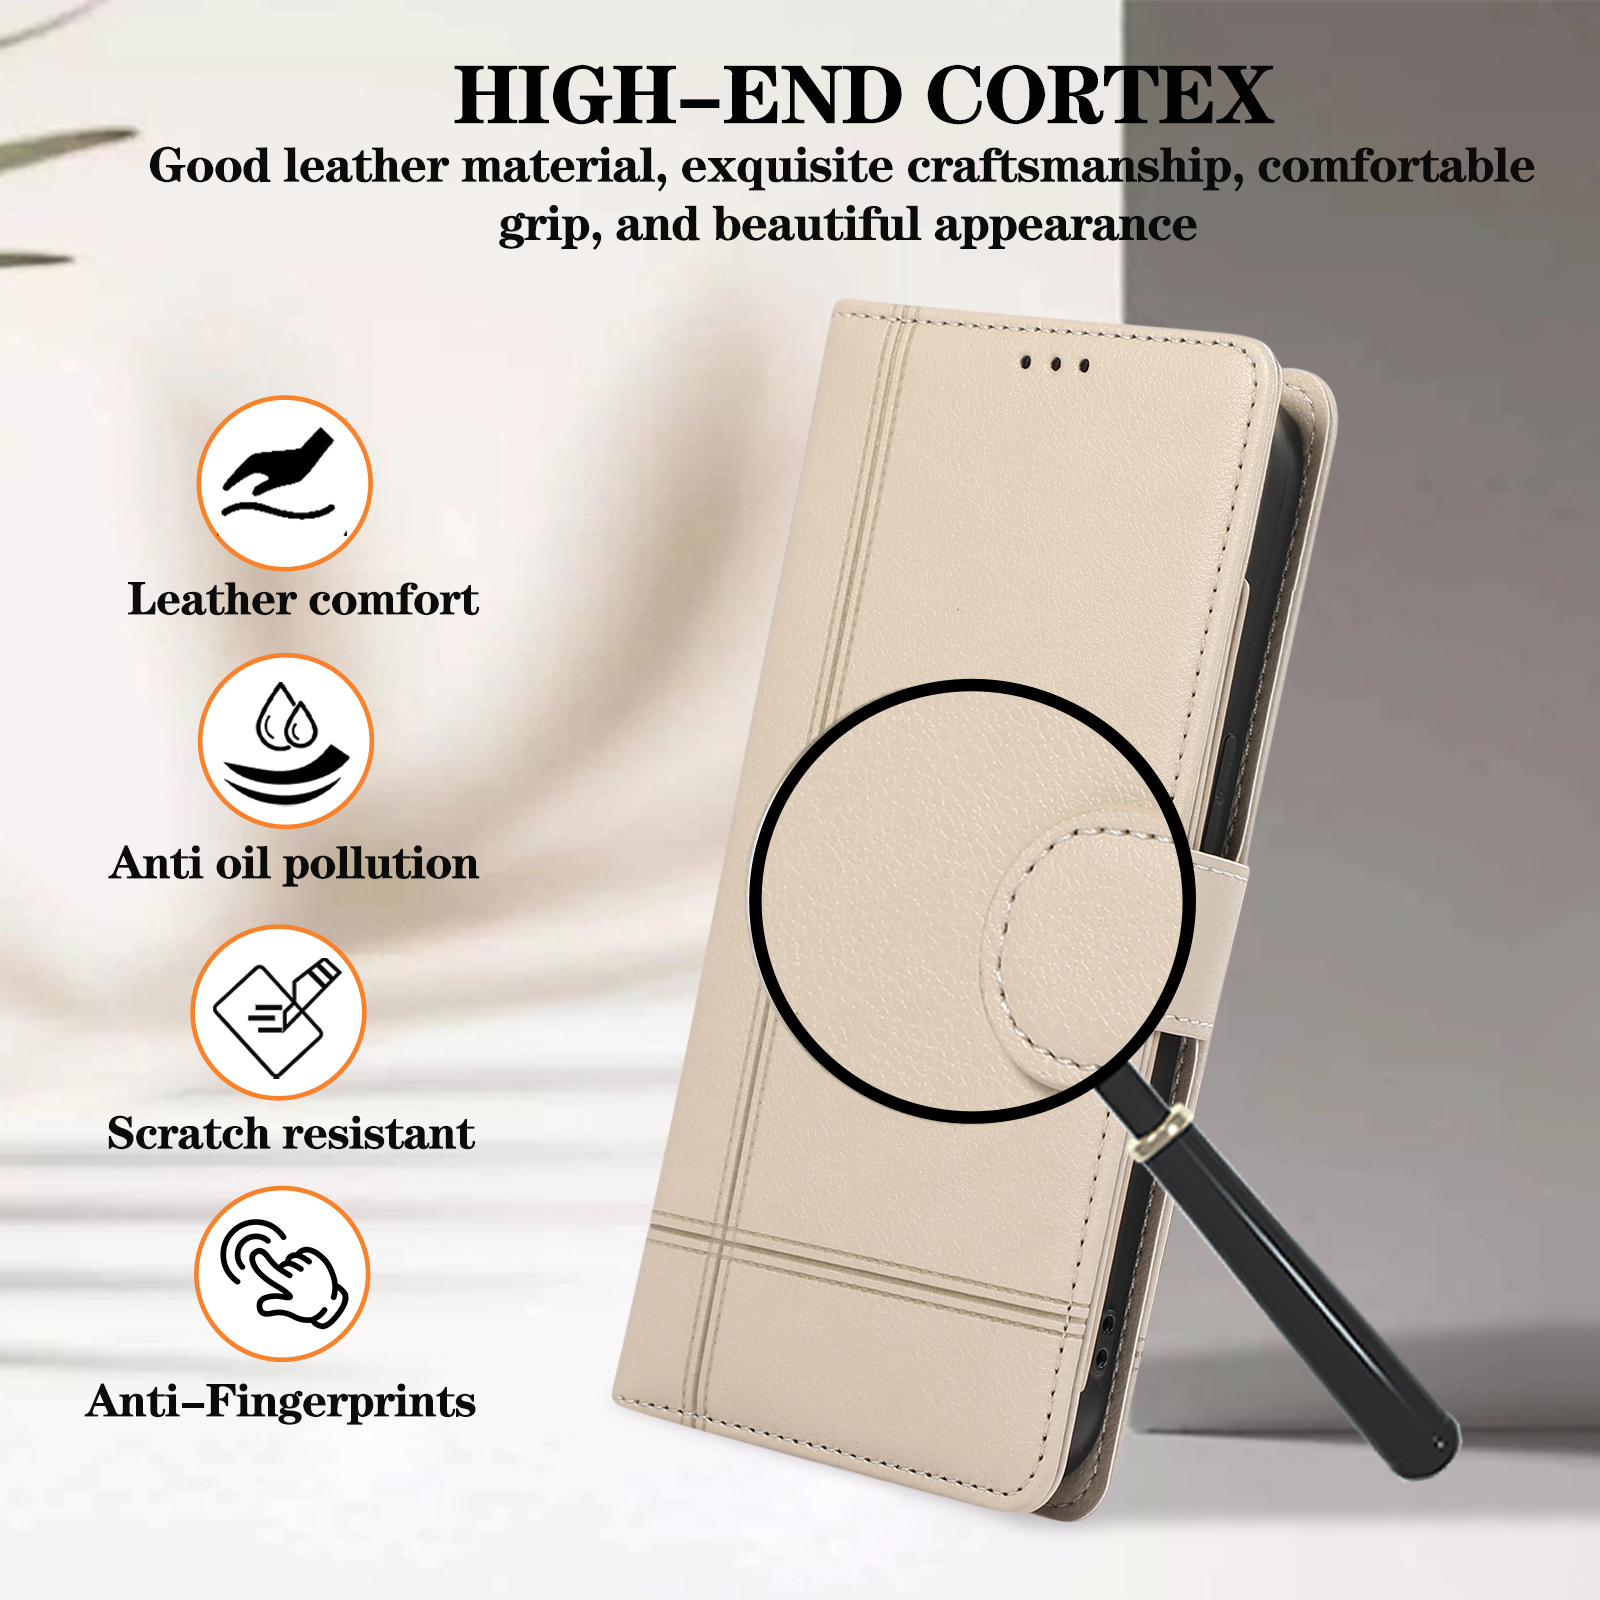 HIGH-END CORTEX
Good leather material, exquisite craftsmanship, comfortable
grip, and beautiful appearance
Leather comfort
Anti oil pollution
Scratch resistant
Anti-Fingerprints